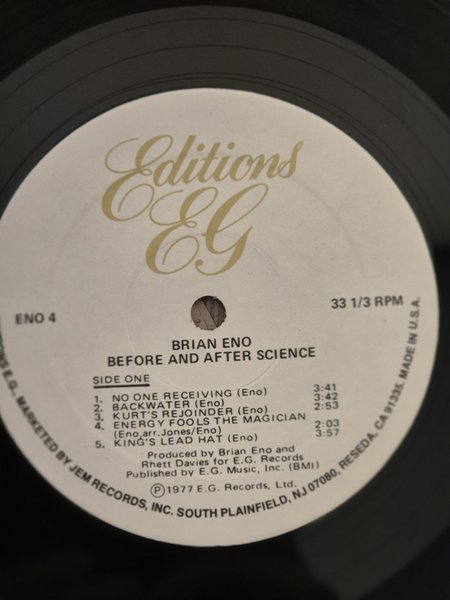 Editions
EG
ENO 4
33 1/3 RPM
BRIAN ENO
BEFORE AND AFTER SCIENCE
SIDE ONE
1. NO ONE RECEIVING (Eno) 3:41
2. BACKWATER (Eno) 3:42
3. KURT'S REJOINDER (Eno) 2:53
4. ENERGY FOOLS THE MAGICIAN
(Eno,arr.Jones/Eno) 2:03
5. KING'S LEAD HAT (Eno) 3:57
Produced by Brian Eno and
Rhett Davies for E.G. Records
Published by E.G. Music, Inc. (BMI)
Ⓟ1977 E.G. Records, Ltd.
E.G., MARKETED BY JEM RECORDS, INC. SOUTH PLAINFIELD, NJ 07080, RESEDA, CA 91335. MADE IN U.S.A.